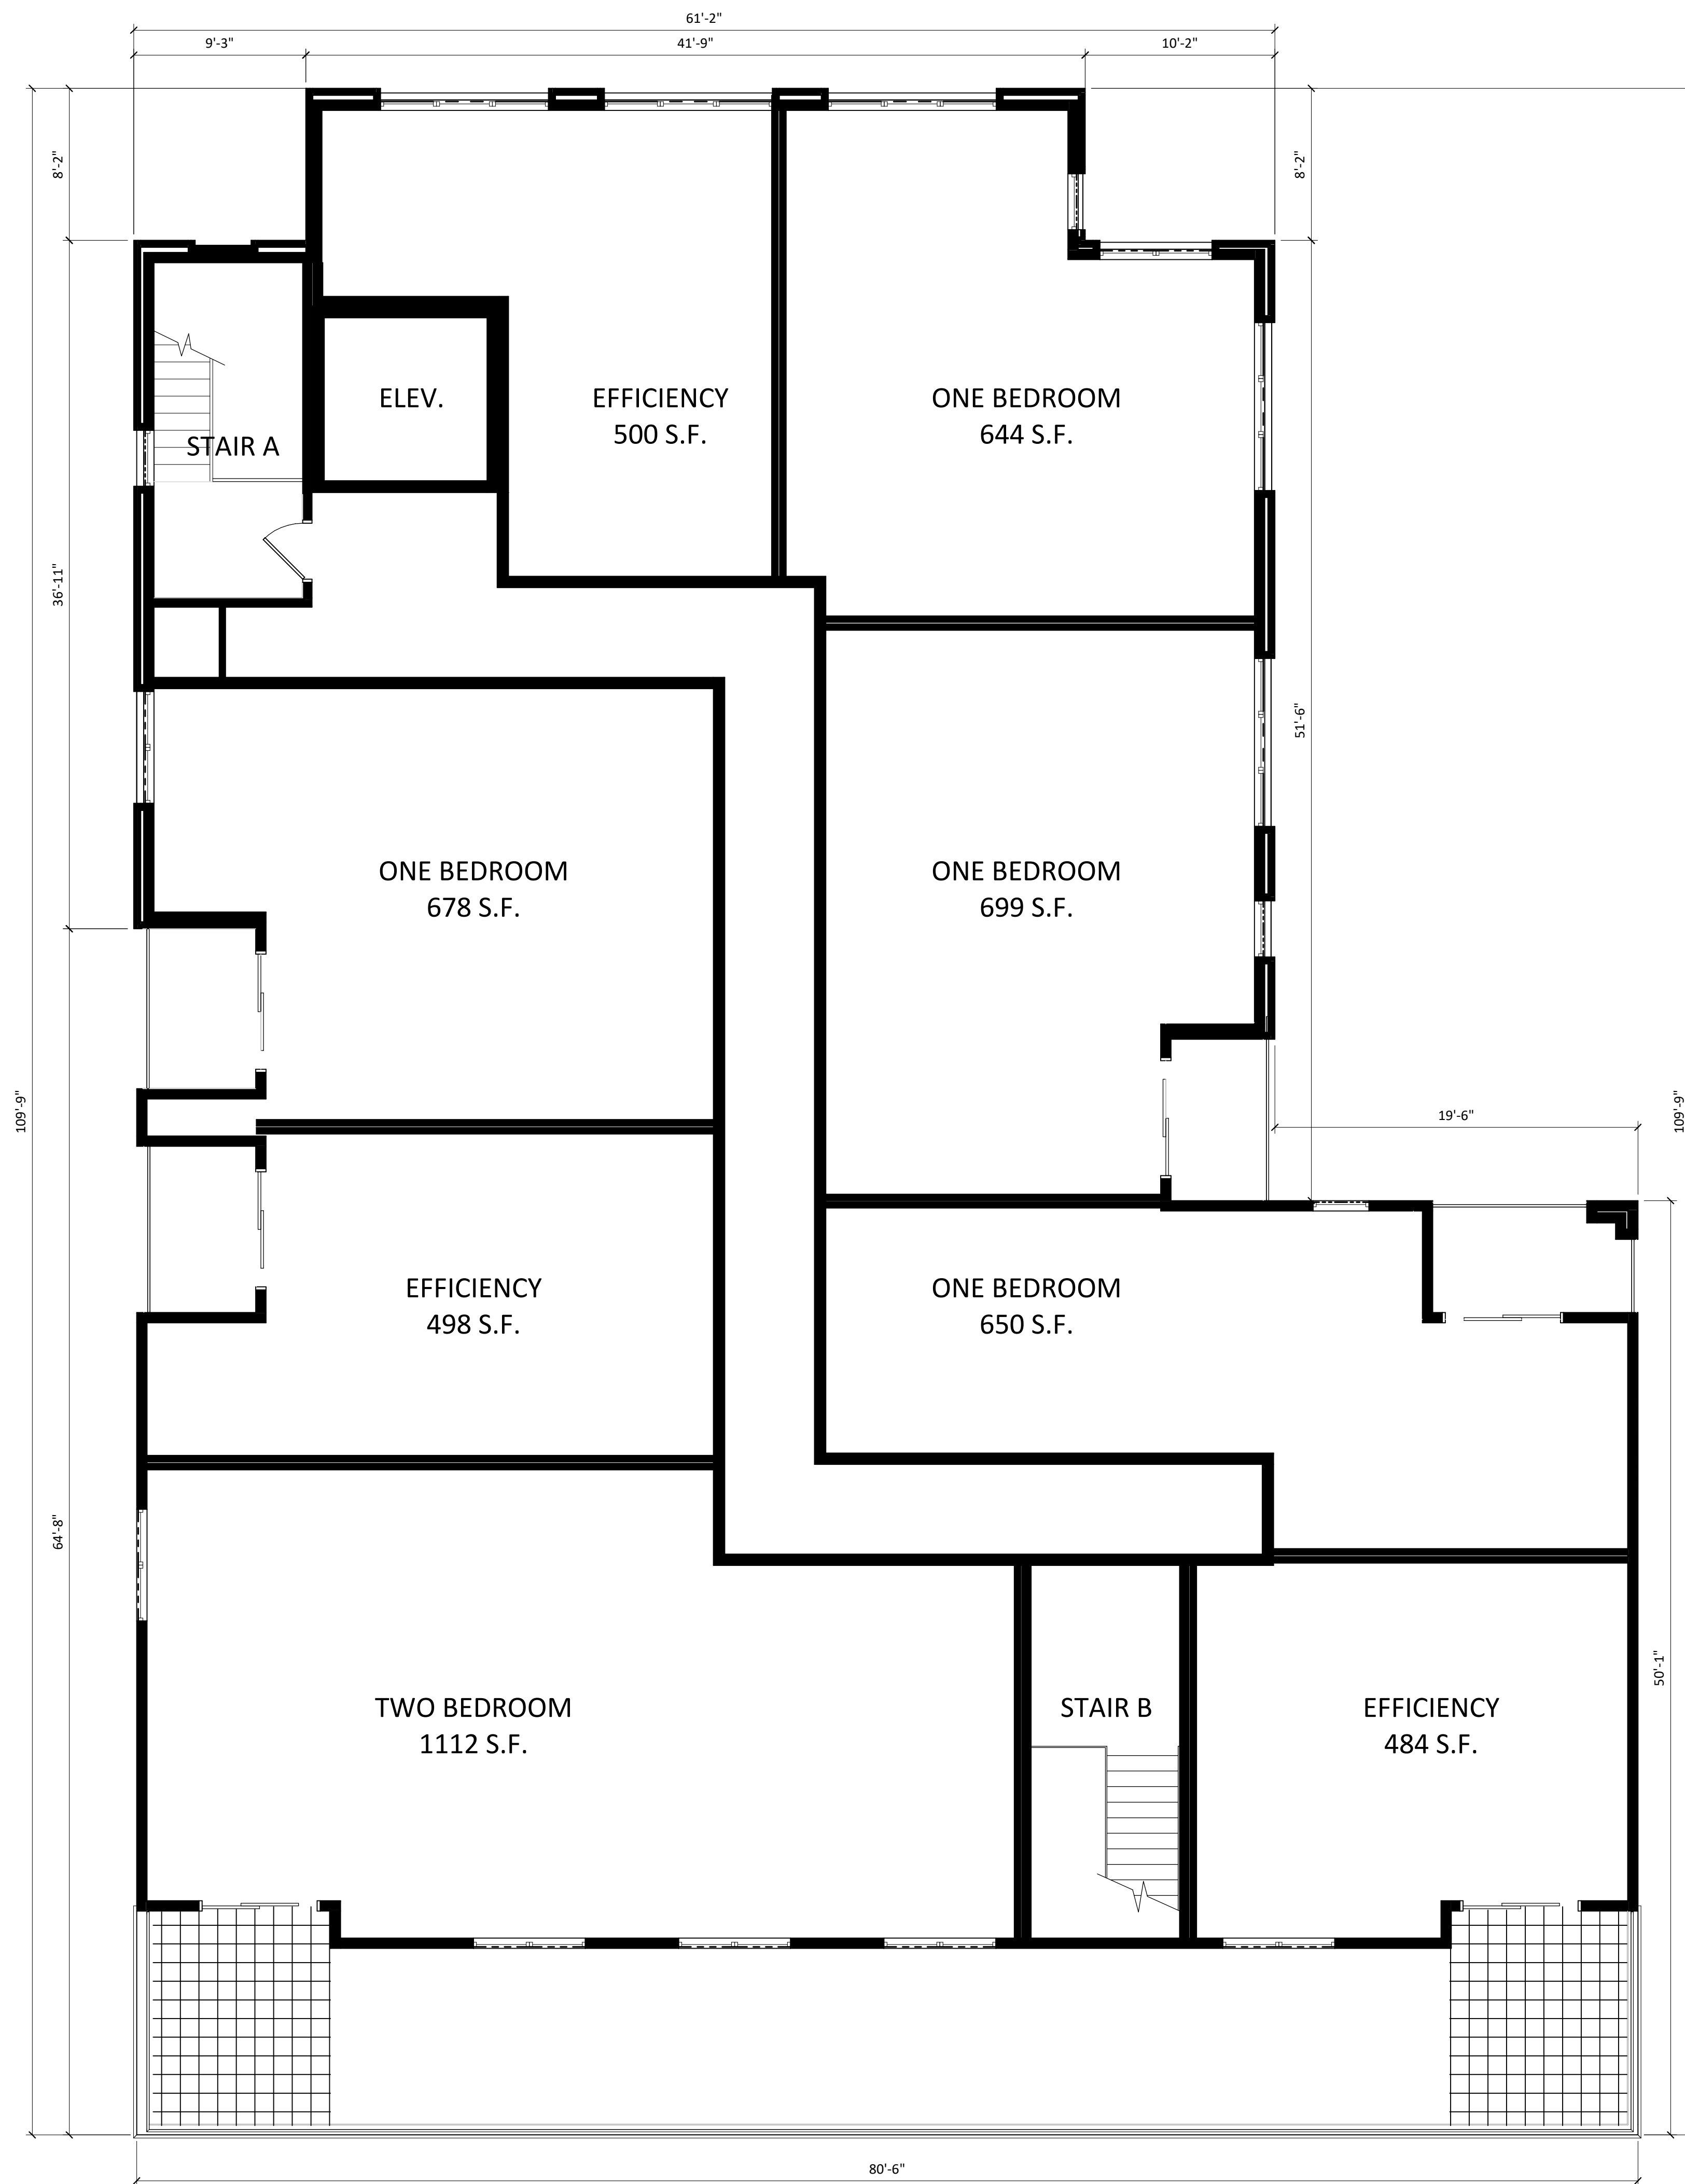 61'-2"
9'-3"
41'-9"
10'-2"
8'-2"
8'-2"
ELEV.
EFFICIENCY
500 S.F.
ONE BEDROOM
644 S.F.
STAIR A
36'-11"
51'-6"
ONE BEDROOM
678 S.F.
ONE BEDROOM
699 S.F.
109'-9"
19'-6"
109'-9"
EFFICIENCY
498 S.F.
ONE BEDROOM
650 S.F.
64'-8"
50'-1"
TWO BEDROOM
1112 S.F.
STAIR B
EFFICIENCY
484 S.F.
80'-6"